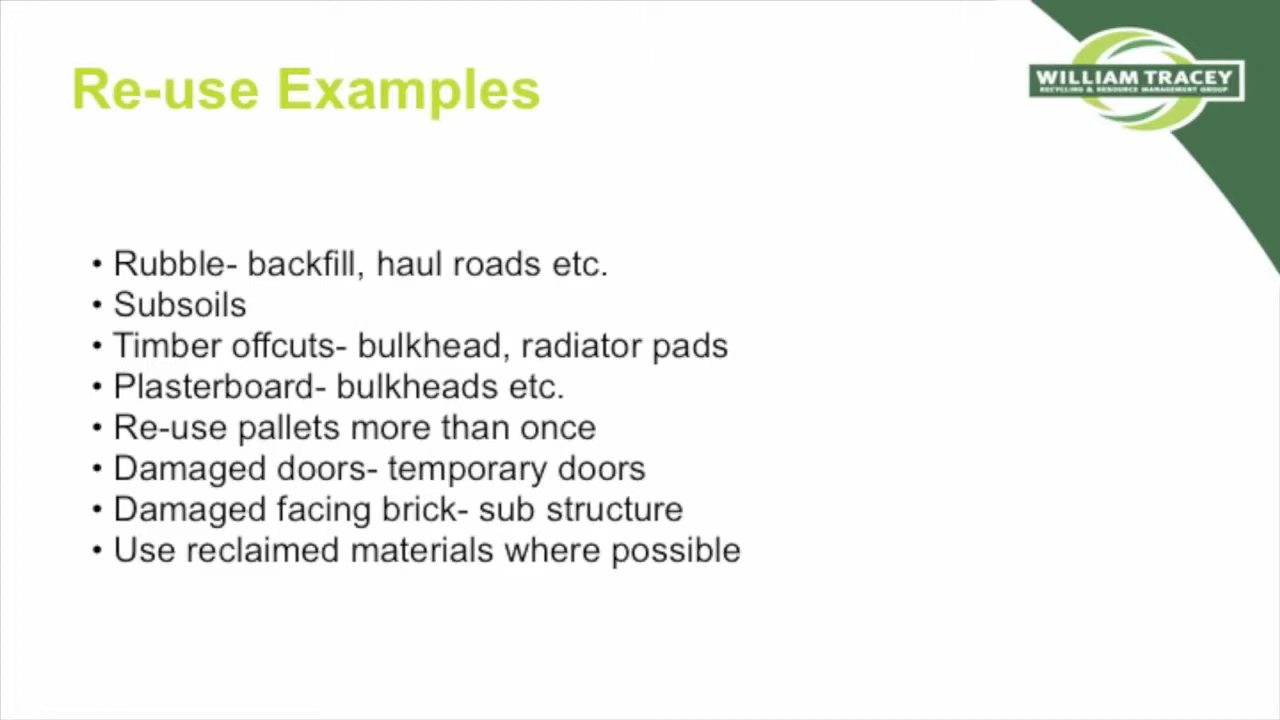 Re-use Examples
WILLIAM TRACEY
RECYCLING & RESOURCE MANAGEMENT GROUP
• Rubble- backfill, haul roads etc.
• Subsoils
• Timber offcuts- bulkhead, radiator pads
• Plasterboard- bulkheads etc.
• Re-use pallets more than once
• Damaged doors- temporary doors
• Damaged facing brick- sub structure
• Use reclaimed materials where possible